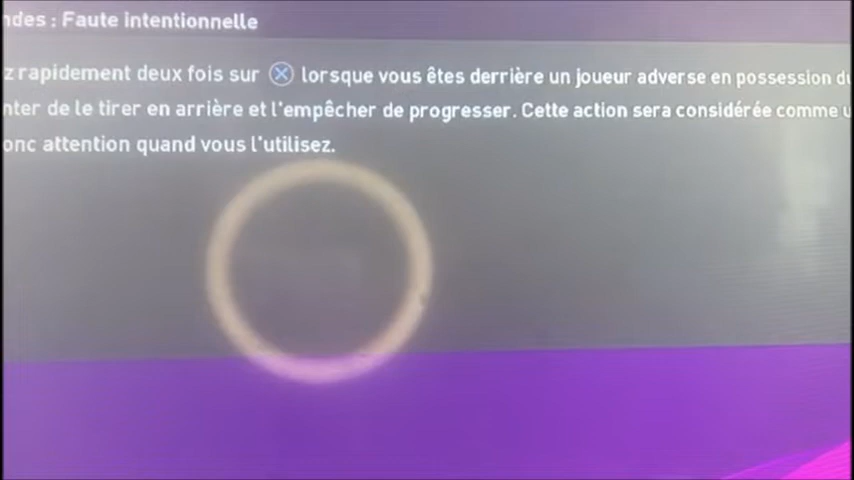 ndes : Faute intentionnelle
z rapidement deux fois sur ⓧ lorsque vous êtes derrière un joueur adverse en possession du
nter de le tirer en arrière et l'empêcher de progresser. Cette action sera considérée comme u
onc attention quand vous l'utilisez.